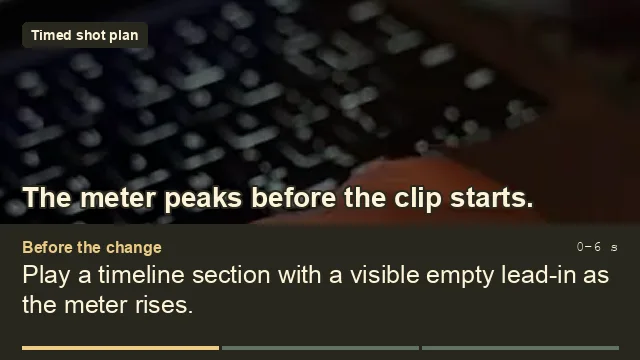 Timed shot plan
The meter peaks before the clip starts.
Before the change
0–6 s
Play a timeline section with a visible empty lead-in as
the meter rises.